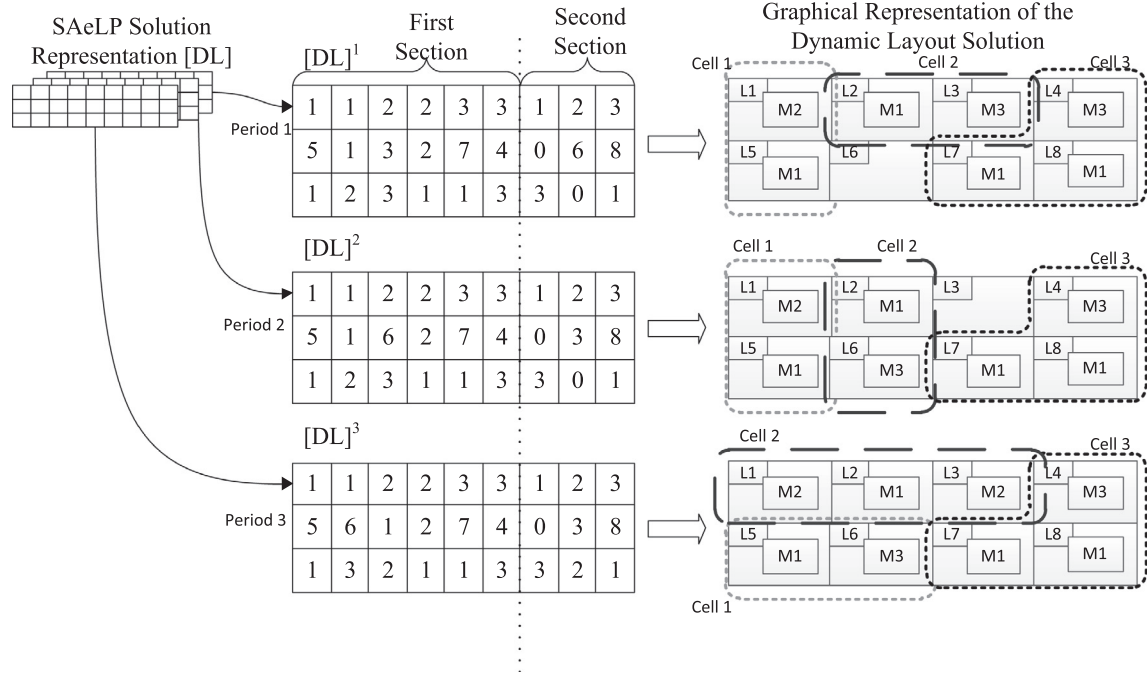 SAeLP Solution
Representation [DL]
First
Section
Second
Section
Graphical Representation of the
Dynamic Layout Solution
[DL]^1
Period 1
1 1 2 2 3 3 1 2 3
5 1 3 2 7 4 0 6 8
1 2 3 1 1 3 3 0 1
Cell 1 Cell 2 Cell 3
L1 M2 L2 M1 L3 M3 L4 M3
L5 M1 L6 L7 M1 L8 M1
[DL]^2
Period 2
1 1 2 2 3 3 1 2 3
5 1 6 2 7 4 0 3 8
1 2 3 1 1 3 3 0 1
Cell 1 Cell 2 Cell 3
L1 M2 L2 M1 L3 L4 M3
L5 M1 L6 M3 L7 M1 L8 M1
[DL]^3
Period 3
1 1 2 2 3 3 1 2 3
5 6 1 2 7 4 0 3 8
1 3 2 1 1 3 3 2 1
Cell 2 Cell 3
L1 M2 L2 M1 L3 M2 L4 M3
L5 M1 L6 M3 L7 M1 L8 M1
Cell 1